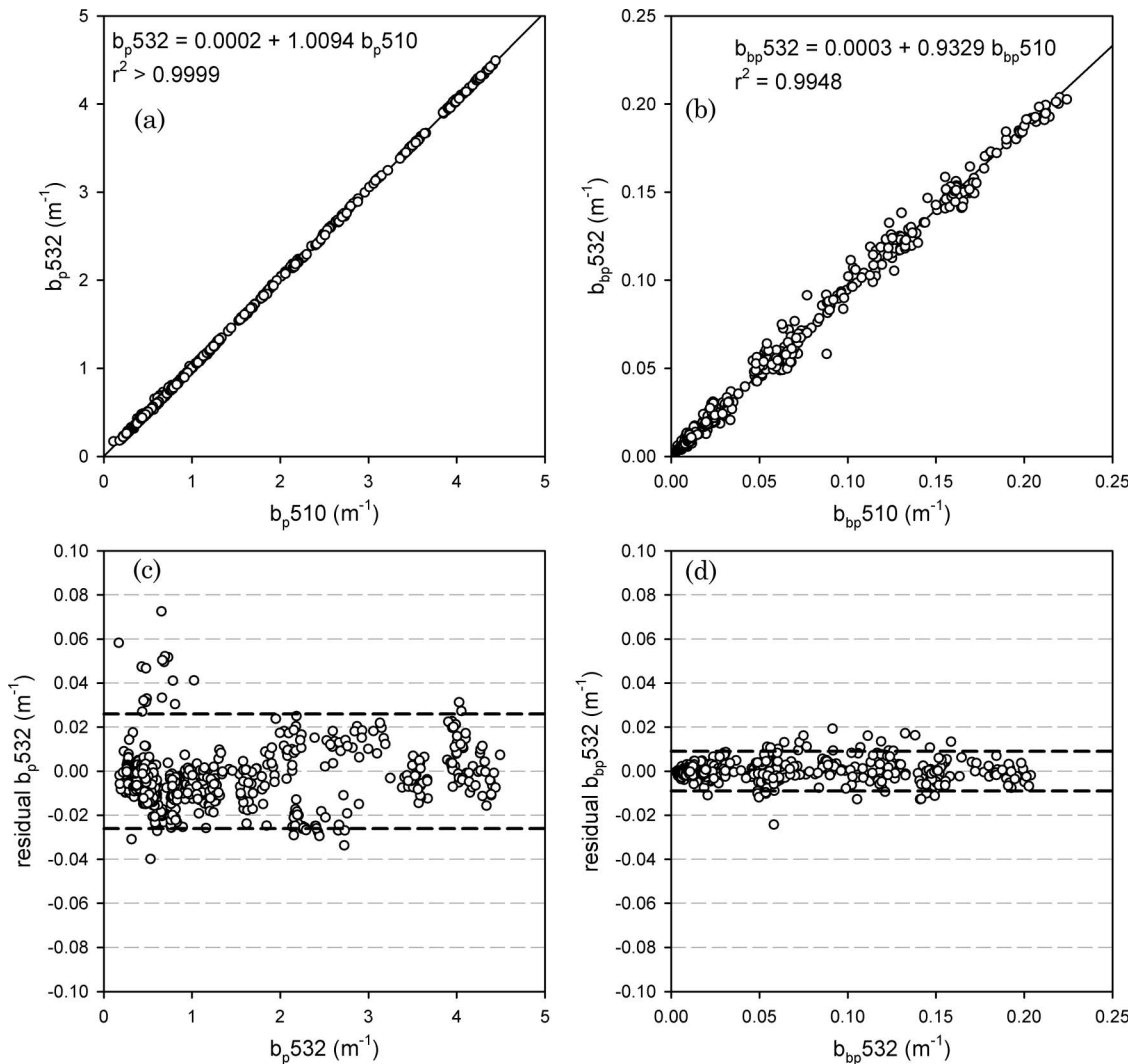 b_p532 = 0.0002 + 1.0094 b_p510
r² > 0.9999
(a)
5
4
3
2
1
0
b_p532 (m⁻¹)
0 1 2 3 4 5
b_p510 (m⁻¹)
b_bp532 = 0.0003 + 0.9329 b_bp510
r² = 0.9948
(b)
0.25
0.20
0.15
0.10
0.05
0.00
b_bp532 (m⁻¹)
0.00 0.05 0.10 0.15 0.20 0.25
b_bp510 (m⁻¹)
(c)
0.10
0.08
0.06
0.04
0.02
0.00
-0.02
-0.04
-0.06
-0.08
-0.10
residual b_p532 (m⁻¹)
0 1 2 3 4 5
b_p532 (m⁻¹)
(d)
0.10
0.08
0.06
0.04
0.02
0.00
-0.02
-0.04
-0.06
-0.08
-0.10
residual b_bp532 (m⁻¹)
0.00 0.05 0.10 0.15 0.20 0.25
b_bp532 (m⁻¹)